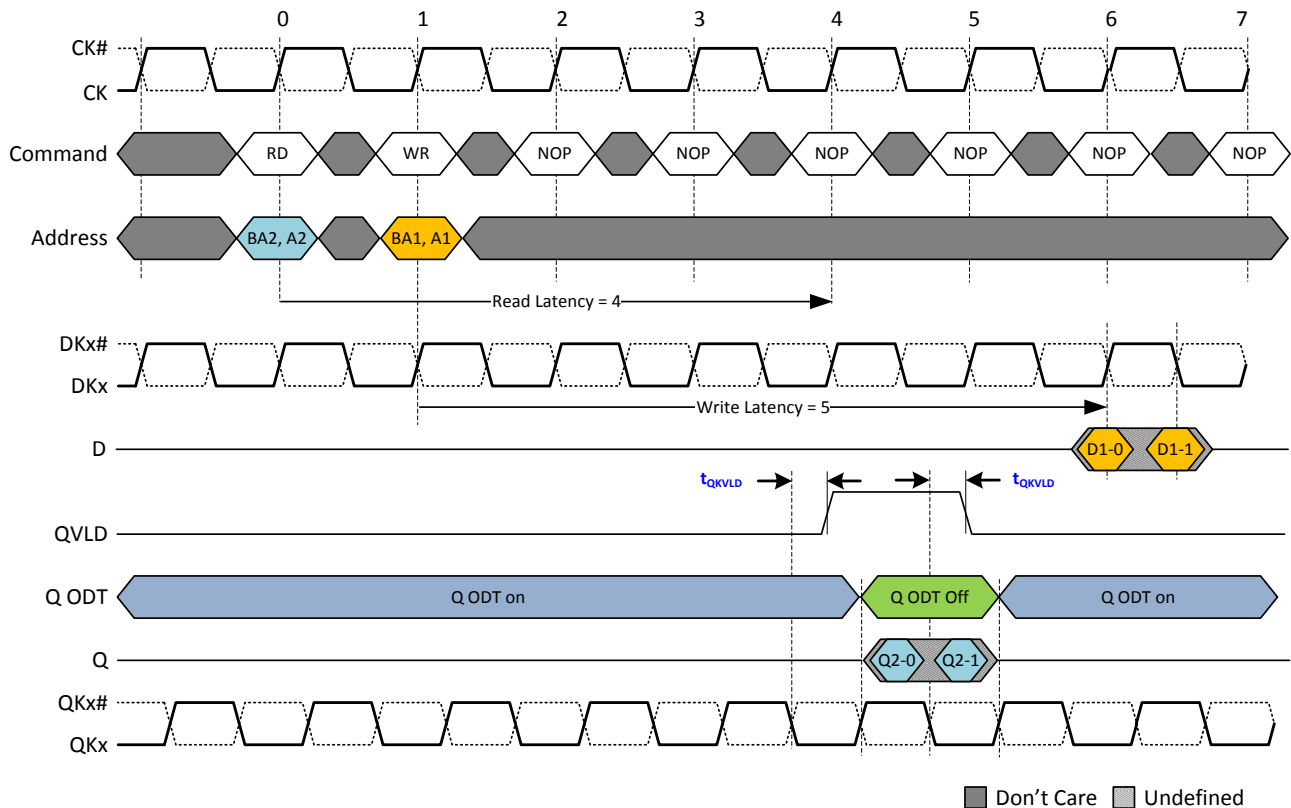 0 1 2 3 4 5 6 7
CK#
CK
Command RD WR NOP NOP NOP NOP NOP NOP
Address BA2, A2 BA1, A1
Read Latency = 4
DKx#
DKx
Write Latency = 5
D D1-0 D1-1
tQKVLD tQKVLD
QVLD
Q ODT Q ODT on Q ODT Off Q ODT on
Q Q2-0 Q2-1
QKx#
QKx
Don't Care Undefined